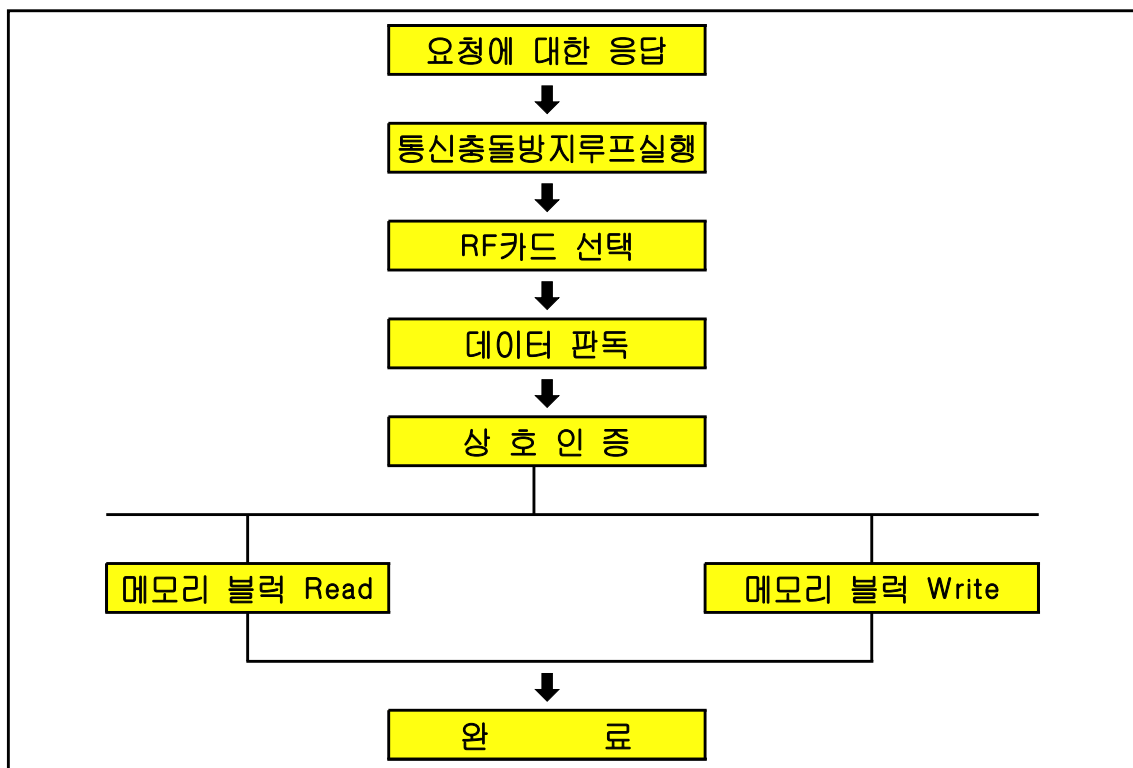 요청에 대한 응답
통신충돌방지루프실행
RF카드 선택
데이터 판독
상 호 인 증
메모리 블럭 Read
메모리 블럭 Write
완 료